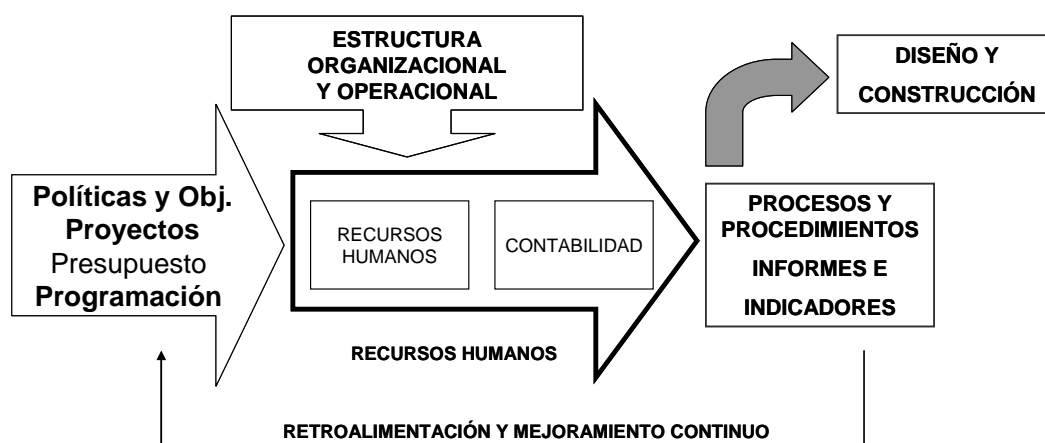 ESTRUCTURA
ORGANIZACIONAL
Y OPERACIONAL
DISEÑO Y
CONSTRUCCIÓN
Políticas y Obj.
Proyectos
Presupuesto
Programación
RECURSOS
HUMANOS
CONTABILIDAD
PROCESOS Y
PROCEDIMIENTOS
INFORMES E
INDICADORES
RECURSOS HUMANOS
RETROALIMENTACIÓN Y MEJORAMIENTO CONTINUO